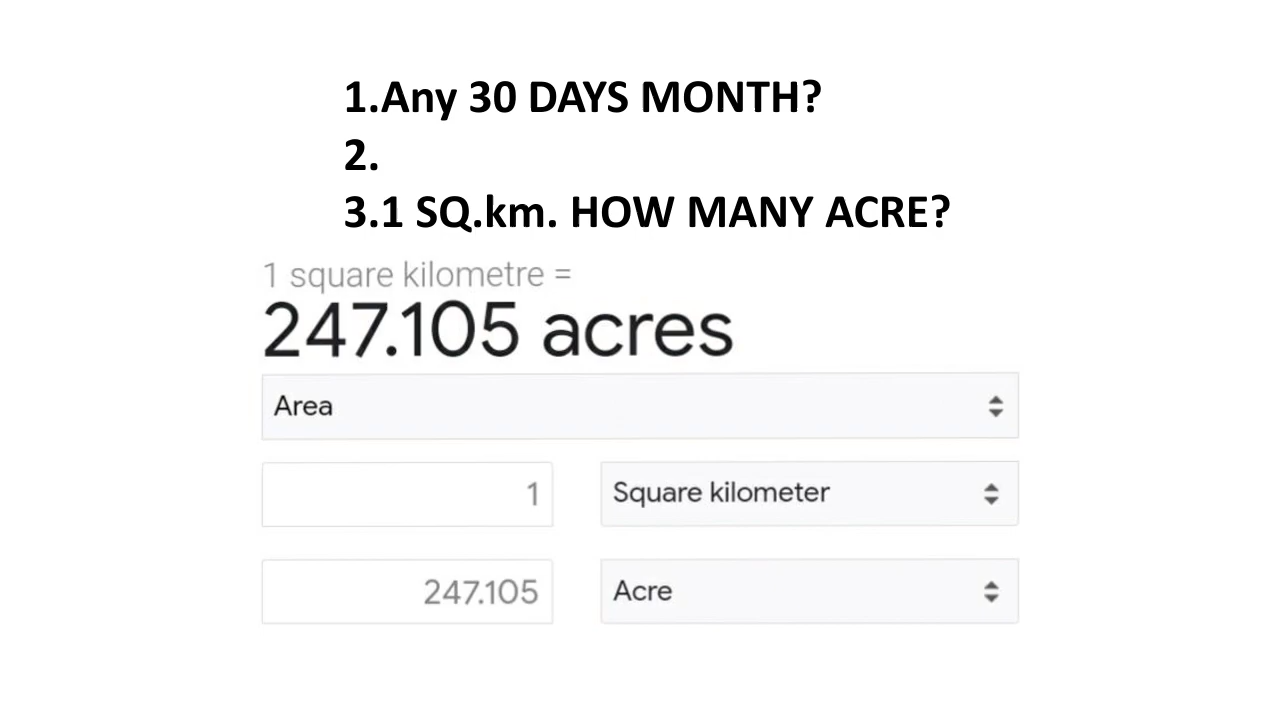 1.Any 30 DAYS MONTH?
2.
3.1 SQ.km. HOW MANY ACRE?
1 square kilometre =
247.105 acres
Area
1 Square kilometer
247.105 Acre